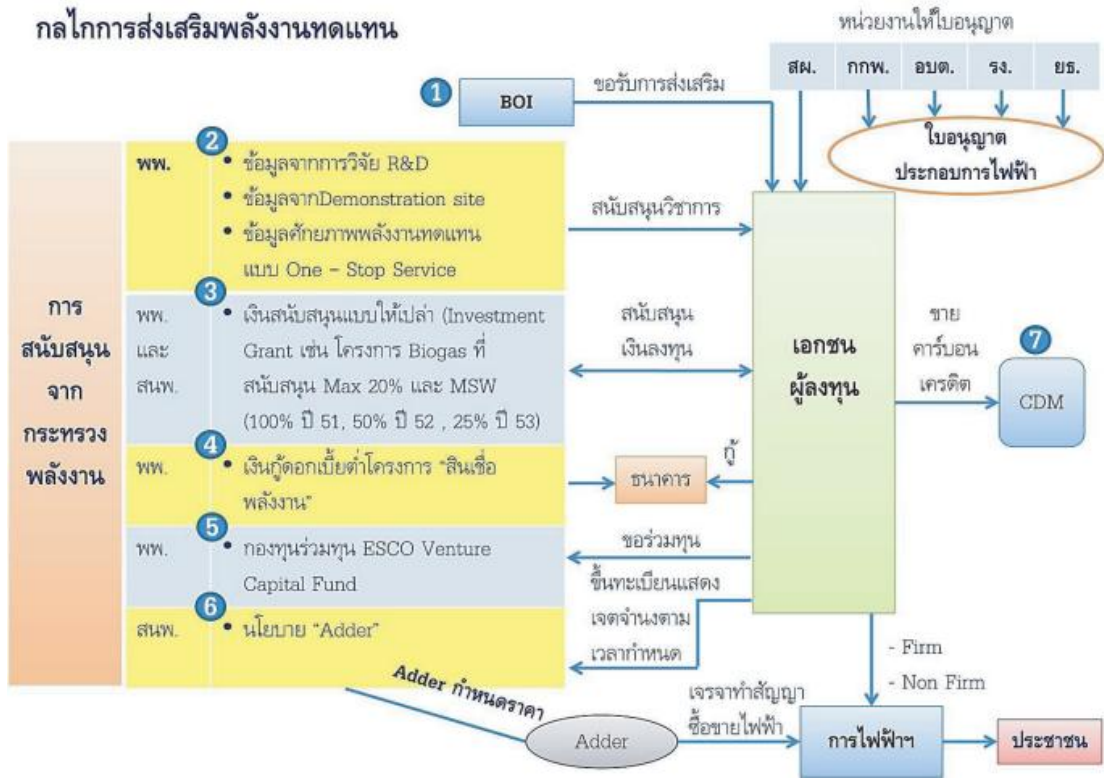 กลไกการส่งเสริมพลังงานทดแทน
หน่วยงานให้ใบอนุญาต
สผ. กกพ. อบต. รง. ยธ.
1
BOI
ขอรับการส่งเสริม
ใบอนุญาต
ประกอบการไฟฟ้า
การ
สนับสนุน
จาก
กระทรวง
พลังงาน
2
พพ.
• ข้อมูลจากการวิจัย R&D
• ข้อมูลจากDemonstration site
• ข้อมูลศักยภาพพลังงานทดแทน
แบบ One - Stop Service
สนับสนุนวิชาการ
3
พพ.
และ
สนพ.
• เงินสนับสนุนแบบให้เปล่า (Investment
Grant เช่น โครงการ Biogas ที่
สนับสนุน Max 20% และ MSW
(100% ปี 51, 50% ปี 52 , 25% ปี 53)
สนับสนุน
เงินลงทุน
เอกชน
ผู้ลงทุน
ขาย
คาร์บอน
เครดิต
7
CDM
4
พพ.
• เงินกู้ดอกเบี้ยต่ำโครงการ "สินเชื่อ
พลังงาน"
ธนาคาร
กู้
5
พพ.
• กองทุนร่วมทุน ESCO Venture
Capital Fund
ขอร่วมทุน
6
สนพ.
• นโยบาย "Adder"
ขึ้นทะเบียนแสดง
เจตจำนงตาม
เวลากำหนด
- Firm
- Non Firm
Adder กำหนดราคา
Adder
เจรจาทำสัญญา
ซื้อขายไฟฟ้า
การไฟฟ้าฯ
ประชาชน